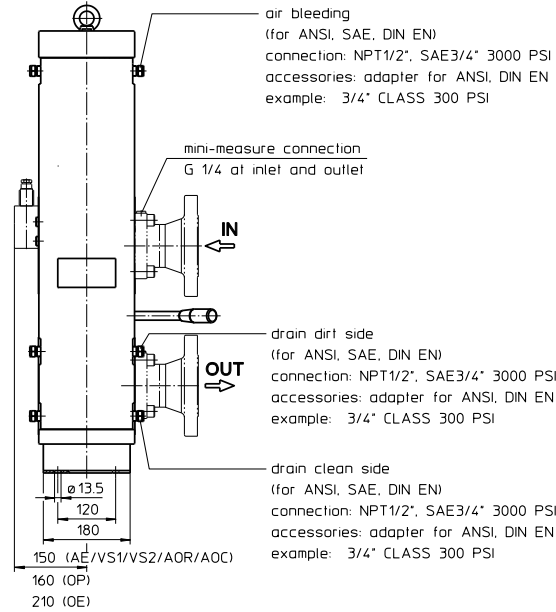 air bleeding
(for ANSI, SAE, DIN EN)
connection: NPT1/2", SAE3/4" 3000 PSI
accessories: adapter for ANSI, DIN EN
example: 3/4" CLASS 300 PSI
mini-measure connection
G 1/4 at inlet and outlet
IN
drain dirt side
(for ANSI, SAE, DIN EN)
connection: NPT1/2", SAE3/4" 3000 PSI
accessories: adapter for ANSI, DIN EN
example: 3/4" CLASS 300 PSI
OUT
drain clean side
(for ANSI, SAE, DIN EN)
connection: NPT1/2", SAE3/4" 3000 PSI
accessories: adapter for ANSI, DIN EN
example: 3/4" CLASS 300 PSI
ø13.5
120
180
150 (AE/VS1/VS2/AOR/AOC)
160 (OP)
210 (OE)